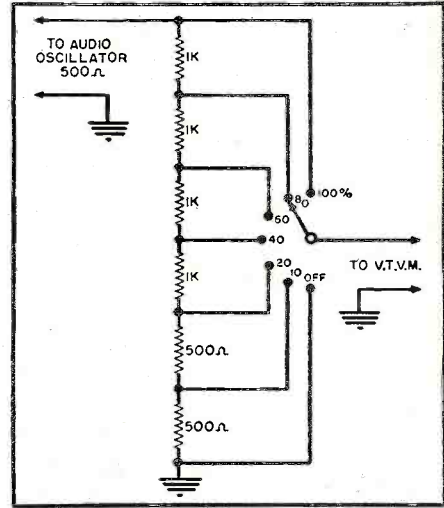 TO AUDIO
OSCILLATOR
500Ω
1K
1K
1K
1K
500Ω
500Ω
100%
80
60
40
20
10
OFF
TO V.T.V.M.